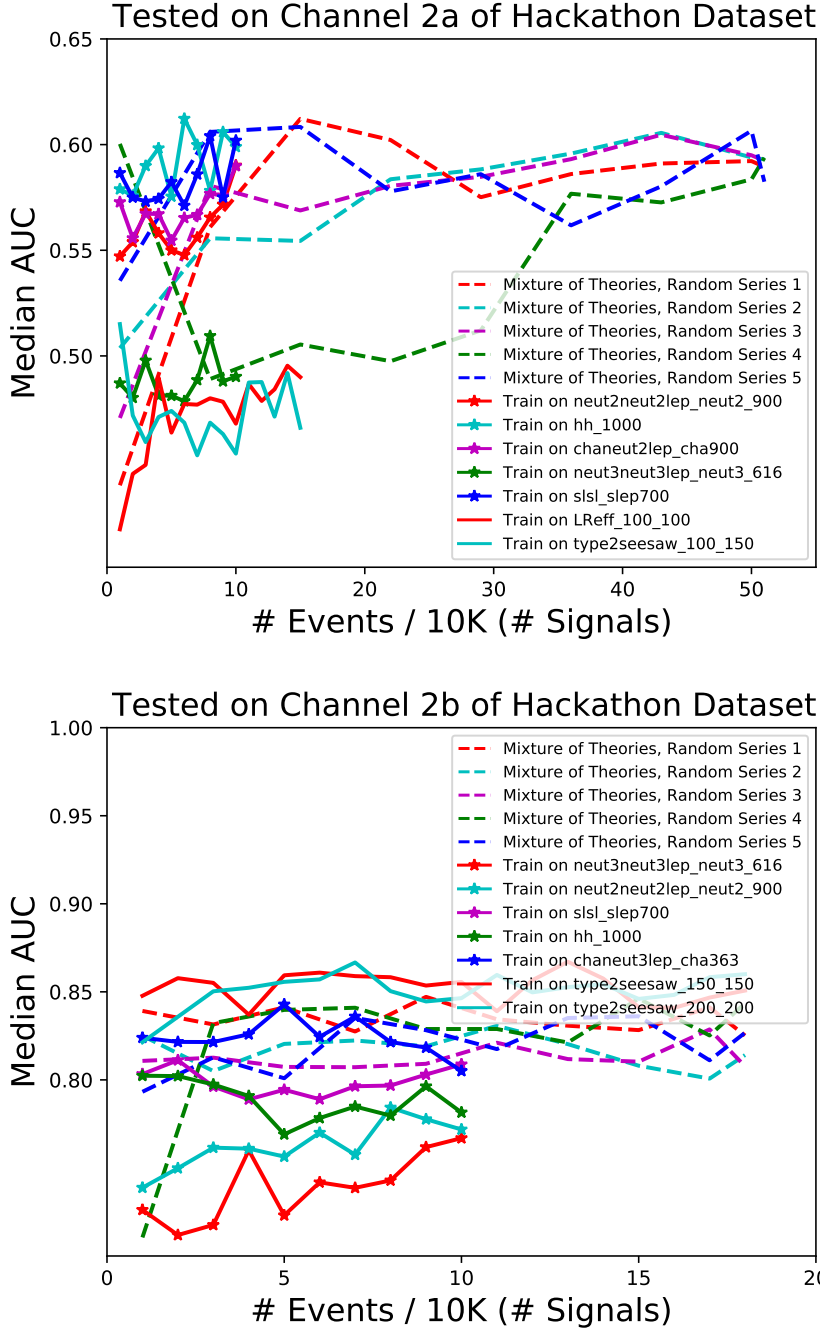 Tested on Channel 2a of Hackathon Dataset
0.65
0.60
0.55
0.50
Median AUC
Mixture of Theories, Random Series 1
Mixture of Theories, Random Series 2
Mixture of Theories, Random Series 3
Mixture of Theories, Random Series 4
Mixture of Theories, Random Series 5
Train on neut2neut2lep_neut2_900
Train on hh_1000
Train on chaneut2lep_cha900
Train on neut3neut3lep_neut3_616
Train on slsl_slep700
Train on LReff_100_100
Train on type2seesaw_100_150
0 10 20 30 40 50
# Events / 10K (# Signals)
Tested on Channel 2b of Hackathon Dataset
1.00
0.95
0.90
0.85
0.80
Median AUC
Mixture of Theories, Random Series 1
Mixture of Theories, Random Series 2
Mixture of Theories, Random Series 3
Mixture of Theories, Random Series 4
Mixture of Theories, Random Series 5
Train on neut3neut3lep_neut3_616
Train on neut2neut2lep_neut2_900
Train on slsl_slep700
Train on hh_1000
Train on chaneut3lep_cha363
Train on type2seesaw_150_150
Train on type2seesaw_200_200
0 5 10 15 20
# Events / 10K (# Signals)